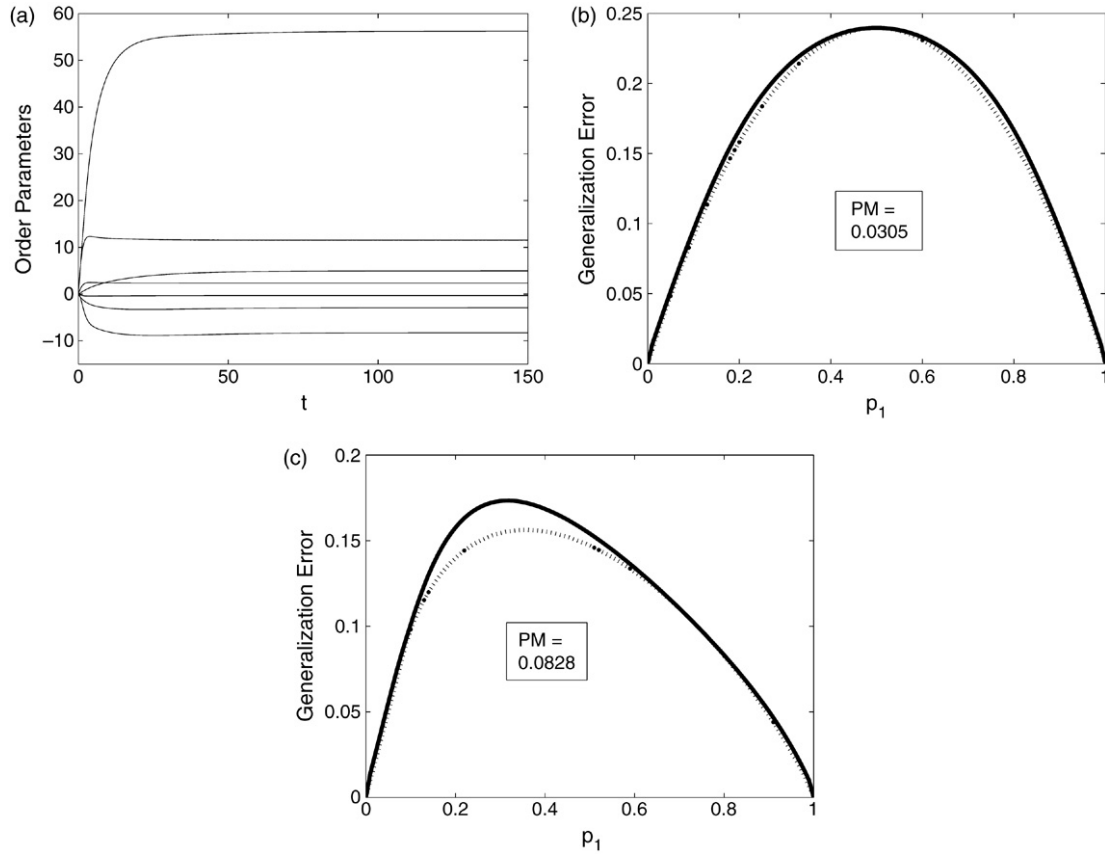 (a)
60
50
40
30
20
10
0
−10
Order Parameters
0 50 100 150
t
(b)
0.25
0.2
0.15
0.1
0.05
0
Generalization Error
PM =
0.0305
0 0.2 0.4 0.6 0.8 1
p1
(c)
0.2
0.15
0.1
0.05
0
Generalization Error
PM =
0.0828
0 0.2 0.4 0.6 0.8 1
p1